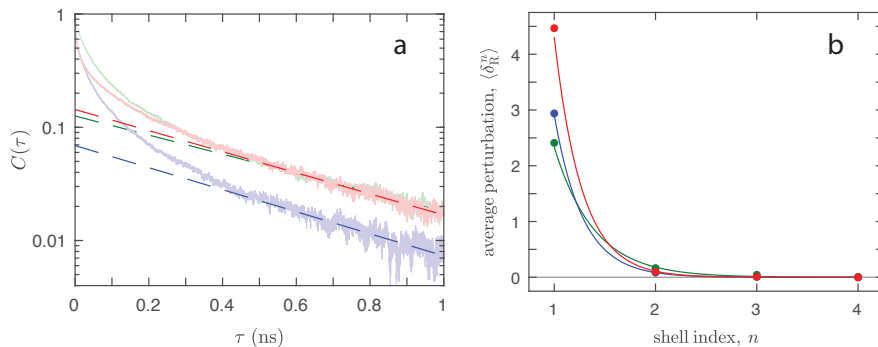 a
1
0.1
0.01
C(τ)
0 0.2 0.4 0.6 0.8 1
τ (ns)
b
4
3
2
1
0
average perturbation, ⟨δ_R^n⟩
1 2 3 4
shell index, n